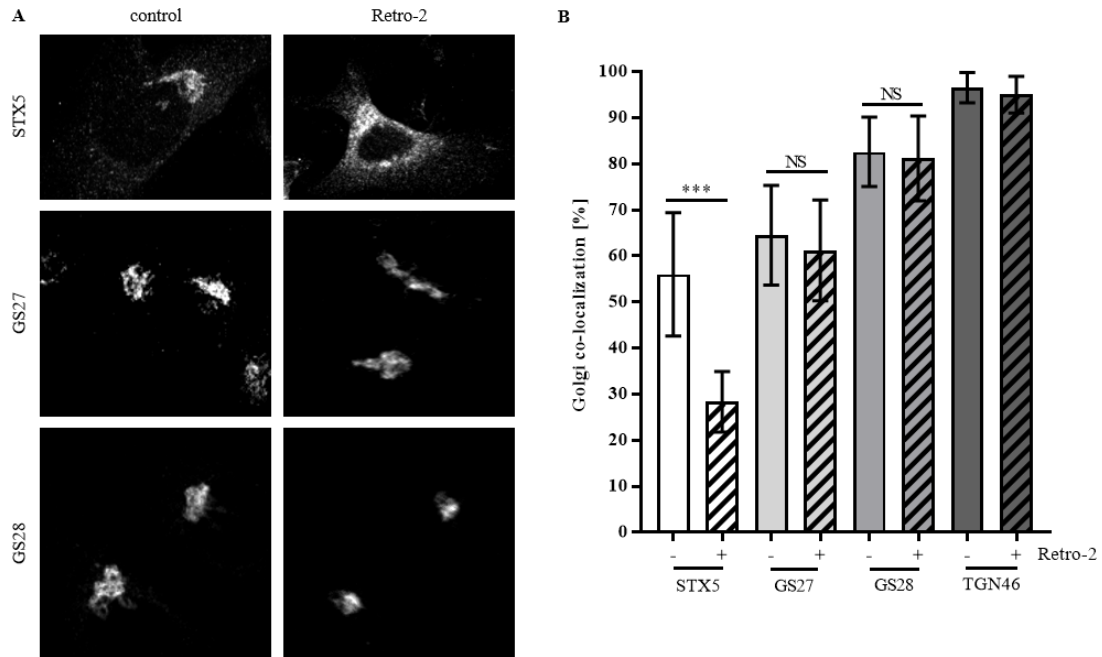 A
control
Retro-2
STX5
GS27
GS28
B
Golgi co-localization [%]
100
90
80
70
60
50
40
30
20
10
0
***
NS
NS
- + - + - + - + Retro-2
STX5 GS27 GS28 TGN46